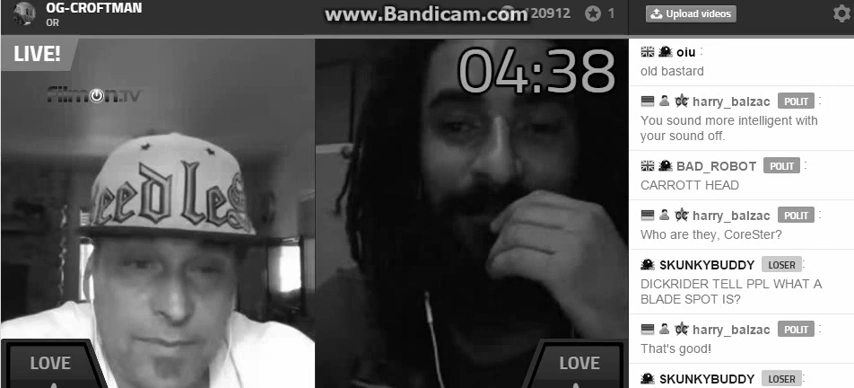 OG-CROFTMAN
OR
www.Bandicam.com
120912
1
Upload videos
LIVE!
FilmOn.TV
04:38
eedles
LOVE
LOVE
oiu :
old bastard
harry_balzac POLIT :
You sound more intelligent with
your sound off.
BAD_ROBOT POLIT :
CARROTT HEAD
harry_balzac POLIT :
Who are they, CoreSter?
SKUNKYBUDDY LOSER :
DICKRIDER TELL PPL WHAT A
BLADE SPOT IS?
harry_balzac POLIT :
That's good!
SKUNKYBUDDY LOSER :